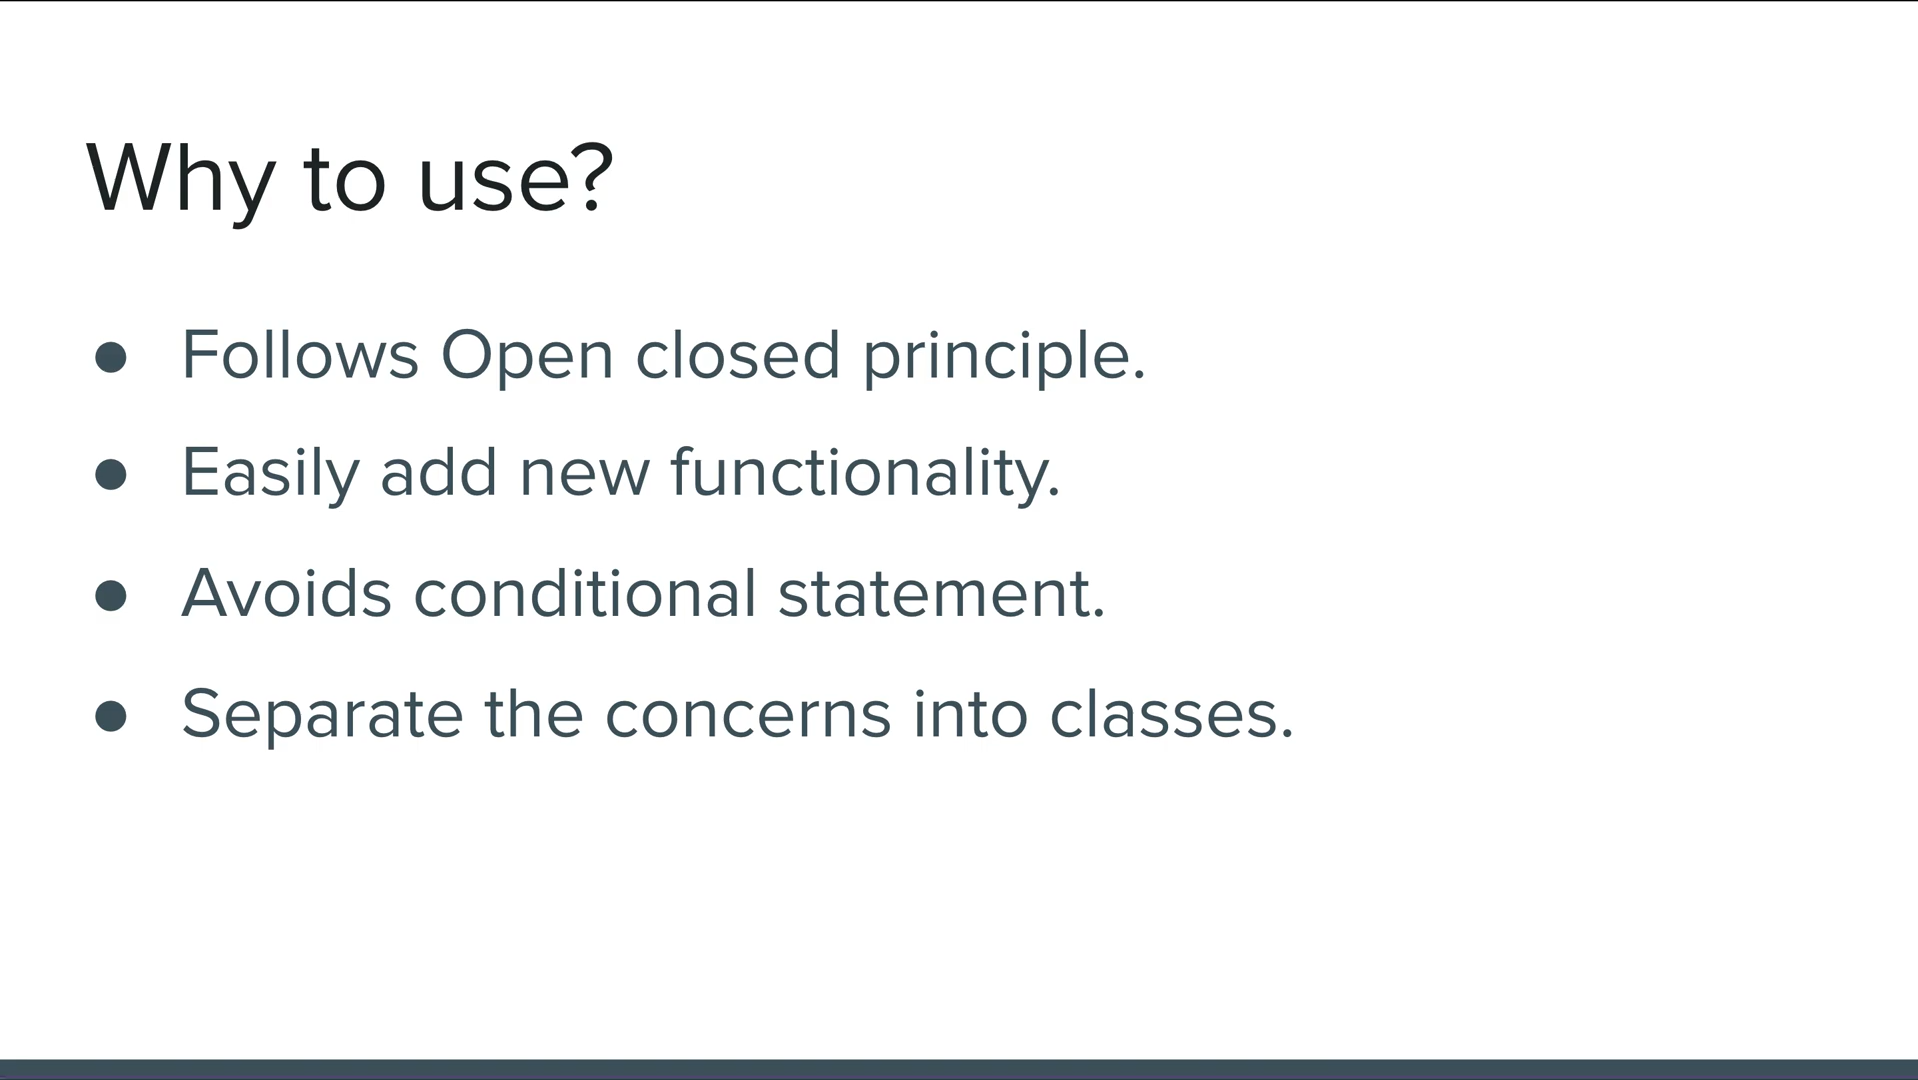 Why to use?
● Follows Open closed principle.
● Easily add new functionality.
● Avoids conditional statement.
● Separate the concerns into classes.